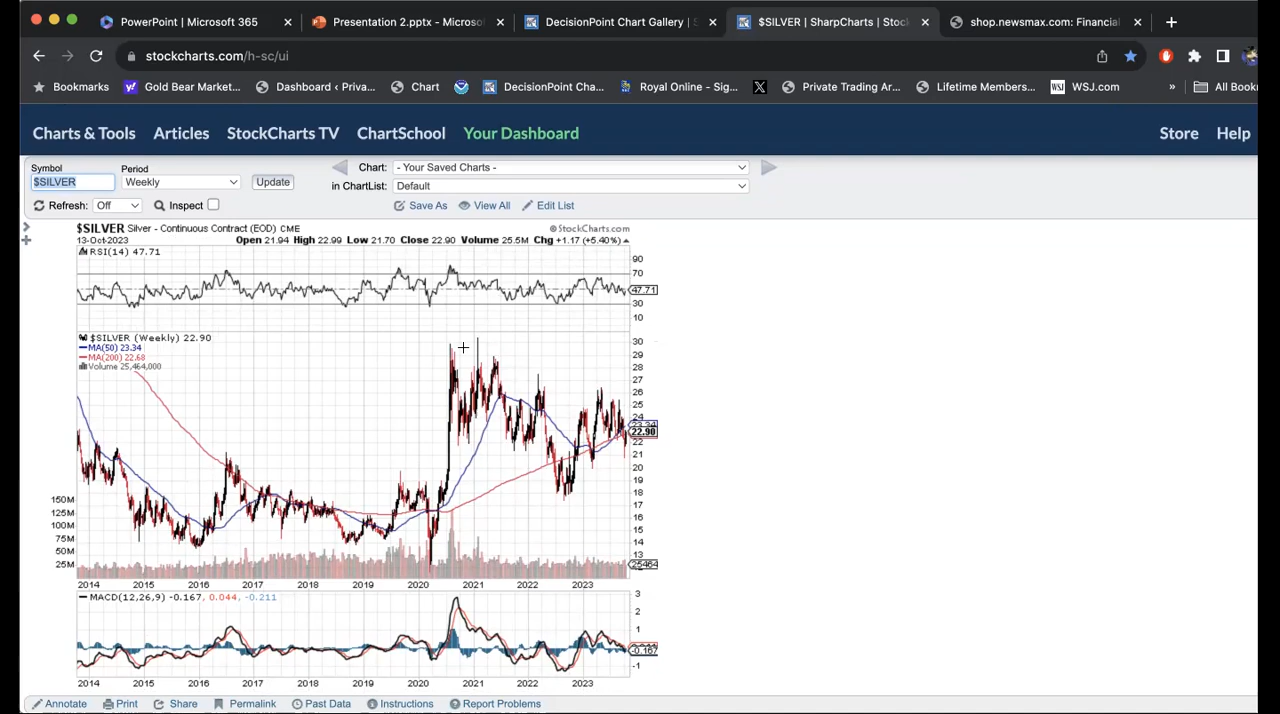 PowerPoint | Microsoft 365
Presentation 2.pptx - Microso
DecisionPoint Chart Gallery | S
$SILVER | SharpCharts | Stock
shop.newsmax.com: Financial
stockcharts.com/h-sc/ui
Bookmarks
Gold Bear Market...
Dashboard ‹ Priva...
Chart
DecisionPoint Cha...
Royal Online - Sig...
Private Trading Ar...
Lifetime Members...
WSJ
WSJ.com
»
All Book
Charts & Tools
Articles
StockCharts TV
ChartSchool
Your Dashboard
Store
Help
Symbol
Period
$SILVER
Weekly
Update
Chart:
- Your Saved Charts -
in ChartList:
Default
Refresh:
Off
Inspect
Save As
View All
Edit List
$SILVER Silver - Continuous Contract (EOD) CME
© StockCharts.com
13-Oct-2023
Open 21.94 High 22.99 Low 21.70 Close 22.90 Volume 25.5M Chg +1.17 (+5.40%)
RSI(14) 47.71
90
70
47.71
30
10
$SILVER (Weekly) 22.90
MA(50) 23.34
MA(200) 22.68
Volume 25,464,000
30
29
28
27
26
25
24
22.90
22
21
20
19
18
17
16
15
14
13
150M
125M
100M
75M
50M
25M
25464
2014 2015 2016 2017 2018 2019 2020 2021 2022 2023
MACD(12,26,9) -0.167, 0.044, -0.211
3
2
1
-0.167
-1
2014 2015 2016 2017 2018 2019 2020 2021 2022 2023
Annotate
Print
Share
Permalink
Past Data
Instructions
Report Problems